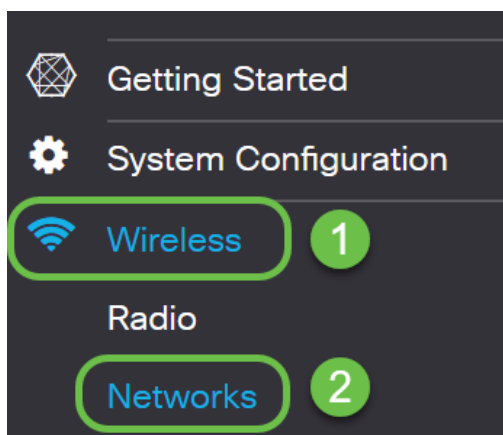 Getting Started
System Configuration
Wireless 1
Radio
Networks 2